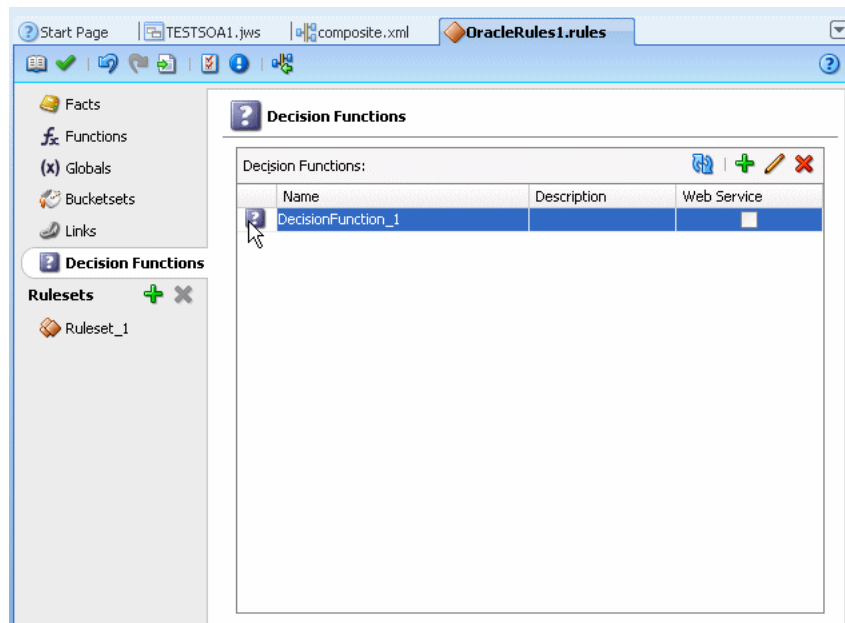 Start Page TESTSOA1.jws composite.xml OracleRules1.rules
Facts
Functions
(x) Globals
Bucketsets
Links
Decision Functions
Rulesets
Ruleset_1
Decision Functions
Decision Functions:
Name Description Web Service
DecisionFunction_1